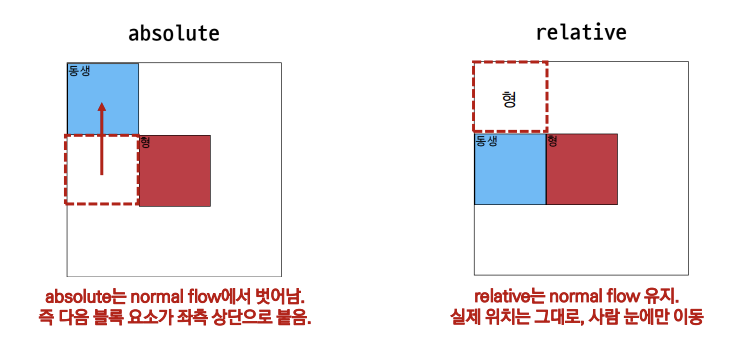 absolute
동생
형
absolute는 normal flow에서 벗어남.
즉 다음 블록 요소가 좌측 상단으로 붙음.
relative
형
동생
형
relative는 normal flow 유지.
실제 위치는 그대로, 사람 눈에만 이동